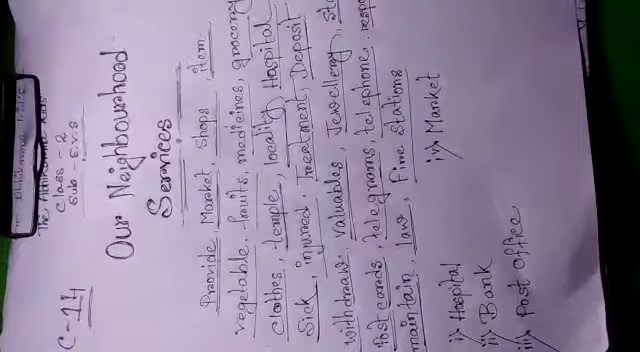 Class - 2
Sub - E.V.S
C-14
Our Neighbourhood
Services
Provide, Market, shops, item
vegetable, fruits, medicines, grocery
Clothes, temple, locality, Hospital
Sick, injured, Treatment, Deposit
withdraw, valuables, Jewellery,
Post cards, telegrams, telephone,
maintain, law, Fire stations
i) Hospital
iv) Market
ii) Bank
iii) Post Office